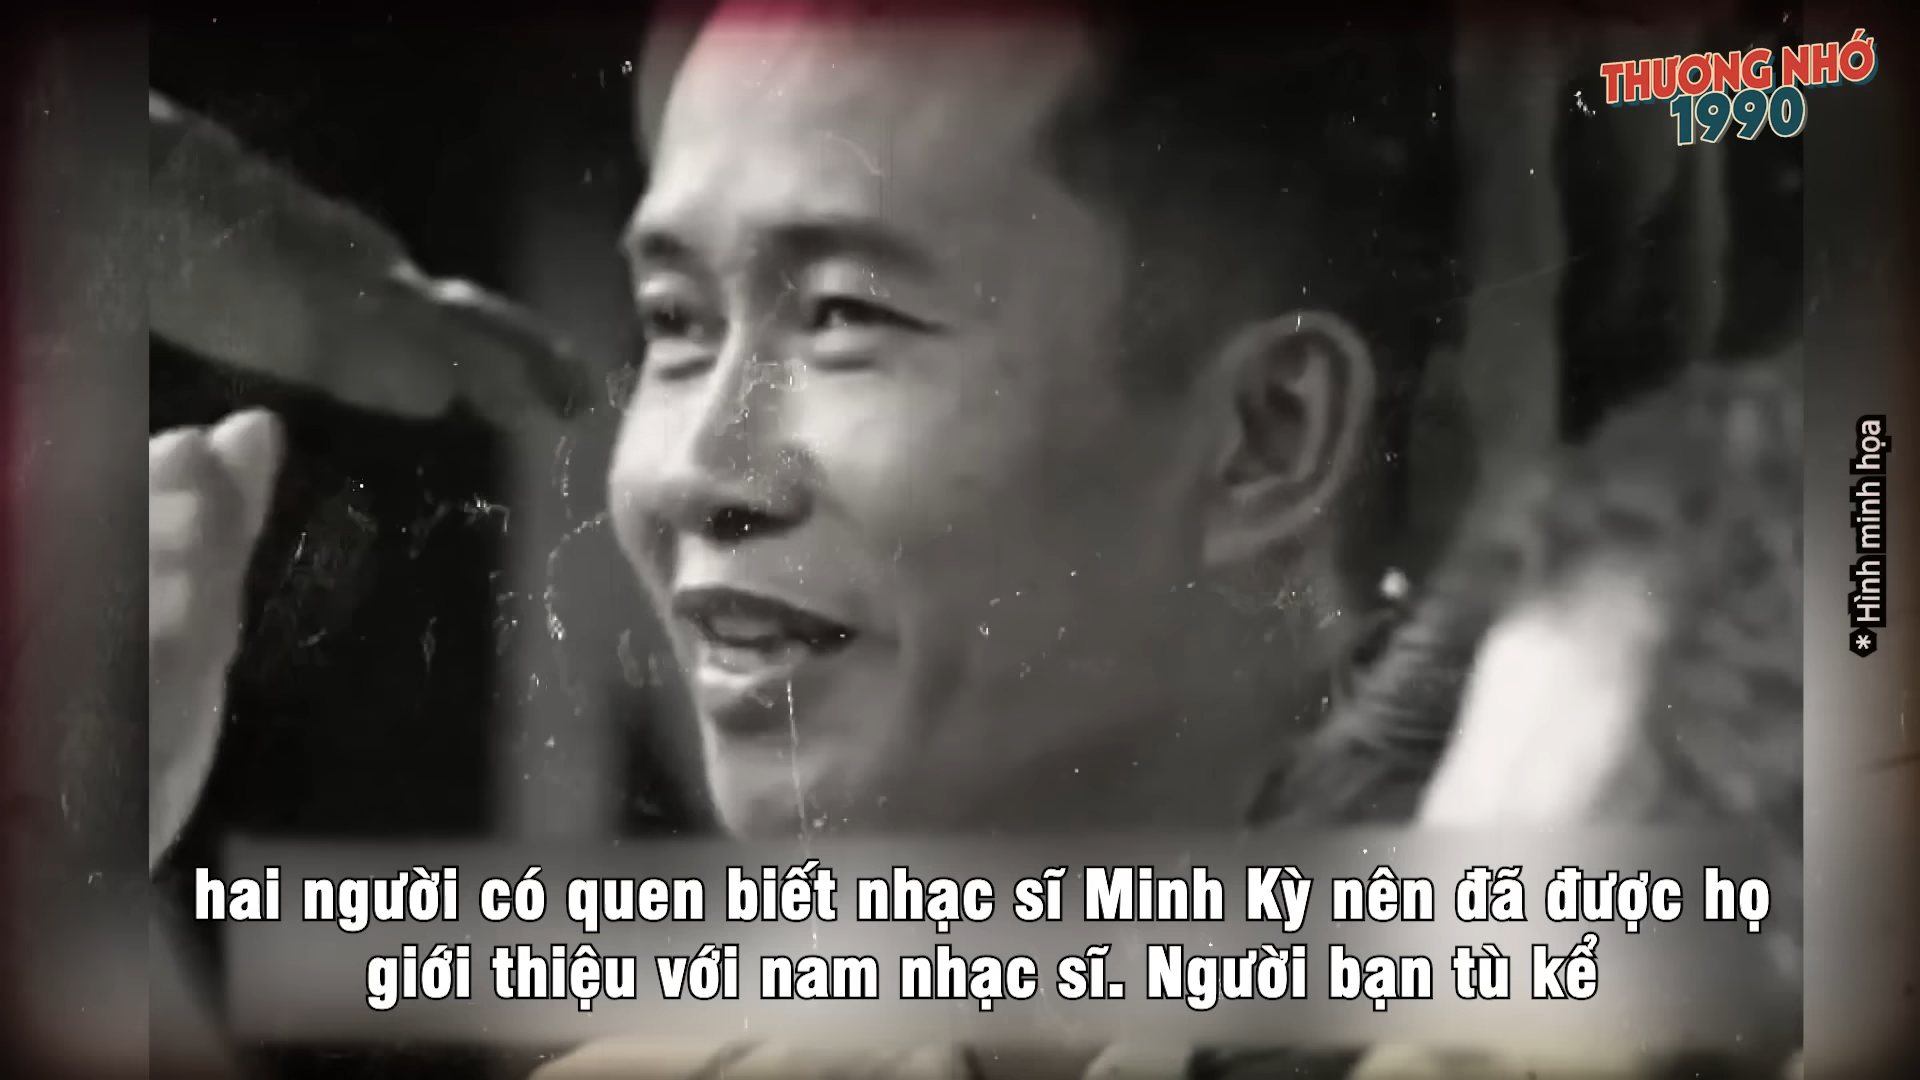 THƯƠNG NHỚ
1990
* Hình minh họa
hai người có quen biết nhạc sĩ Minh Kỳ nên đã được họ
giới thiệu với nam nhạc sĩ. Người bạn tù kể